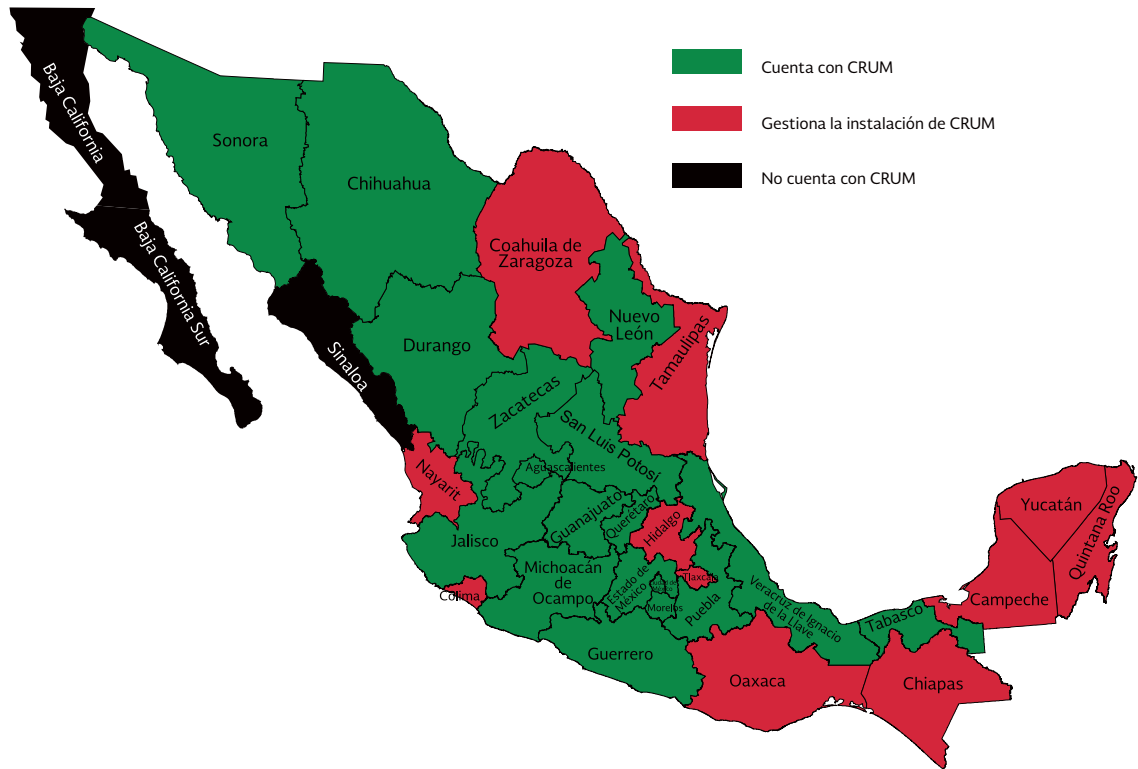 Cuenta con CRUM
Gestiona la instalación de CRUM
No cuenta con CRUM
Baja California
Baja California Sur
Sonora
Chihuahua
Coahuila de
Zaragoza
Nuevo
León
Tamaulipas
Sinaloa
Durango
Zacatecas
San Luis Potosí
Nayarit
Aguascalientes
Jalisco
Guanajuato
Querétaro
Hidalgo
Colima
Michoacán
de
Ocampo
Estado de
México
Ciudad de
México
Tlaxcala
Morelos
Puebla
Veracruz de Ignacio
de la Llave
Guerrero
Oaxaca
Tabasco
Chiapas
Campeche
Yucatán
Quintana Roo